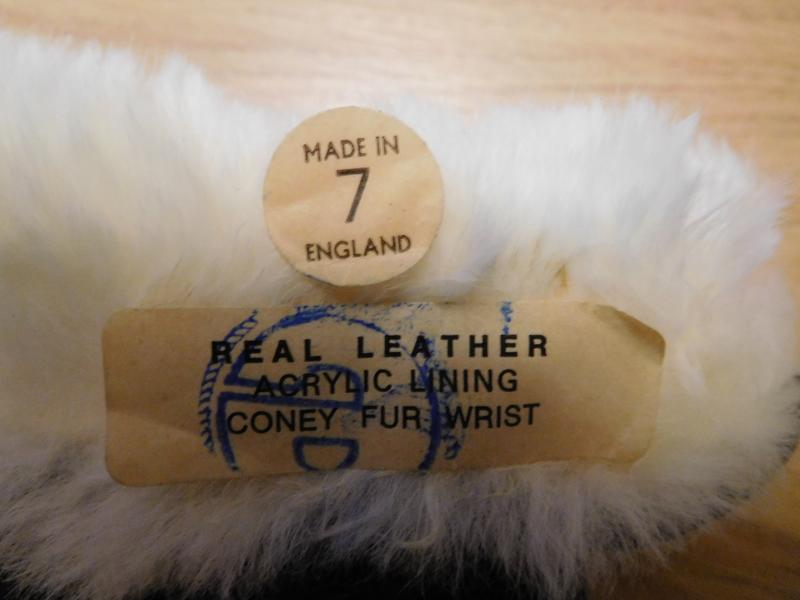 MADE IN
7
ENGLAND
REAL LEATHER
ACRYLIC LINING
CONEY FUR WRIST